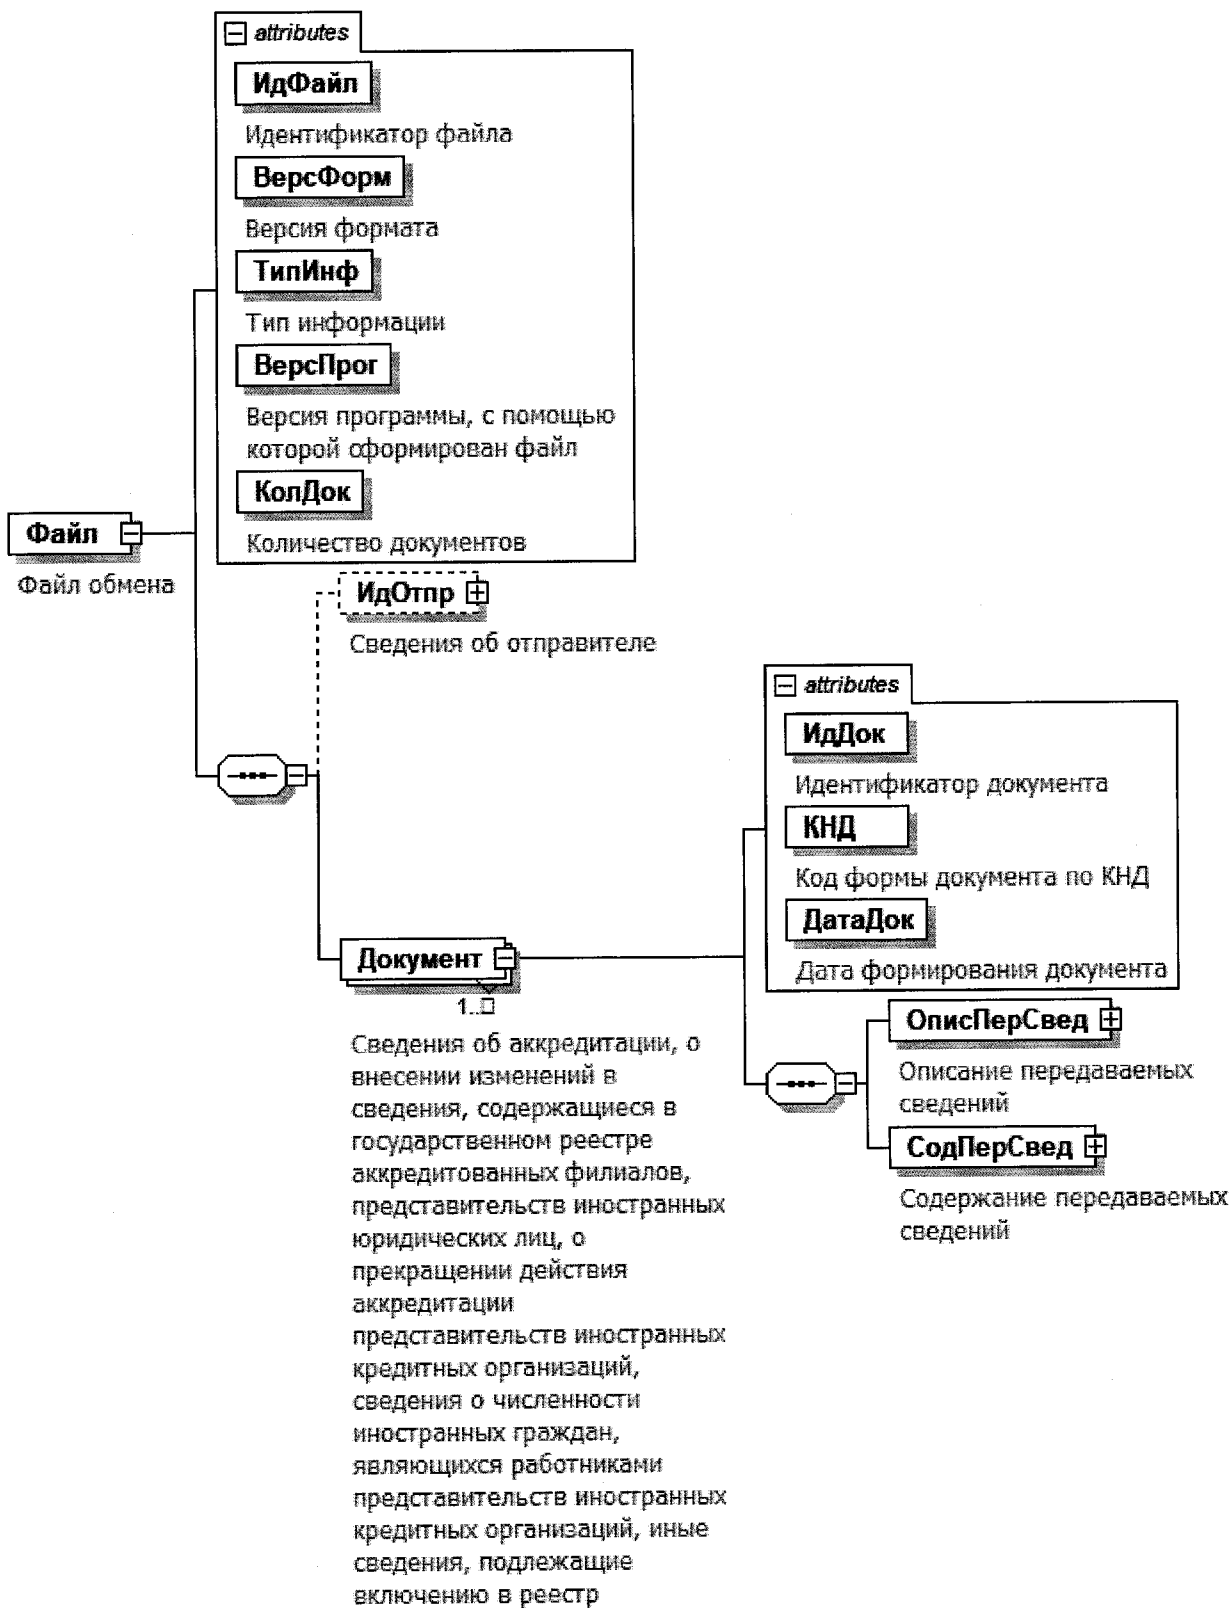 attributes
ИдФайл
Идентификатор файла
ВерсФорм
Версия формата
ТипИнф
Тип информации
ВерсПрог
Версия программы, с помощью
которой сформирован файл
КолДок
Количество документов
Файл
Файл обмена
ИдОтпр
Сведения об отправителе
attributes
ИдДок
Идентификатор документа
КНД
Код формы документа по КНД
ДатаДок
Дата формирования документа
Документ
1..□
Сведения об аккредитации, о
внесении изменений в
сведения, содержащиеся в
государственном реестре
аккредитованных филиалов,
представительств иностранных
юридических лиц, о
прекращении действия
аккредитации
представительств иностранных
кредитных организаций,
сведения о численности
иностранных граждан,
являющихся работниками
представительств иностранных
кредитных организаций, иные
сведения, подлежащие
включению в реестр
ОписПерСвед
Описание передаваемых
сведений
СодПерСвед
Содержание передаваемых
сведений